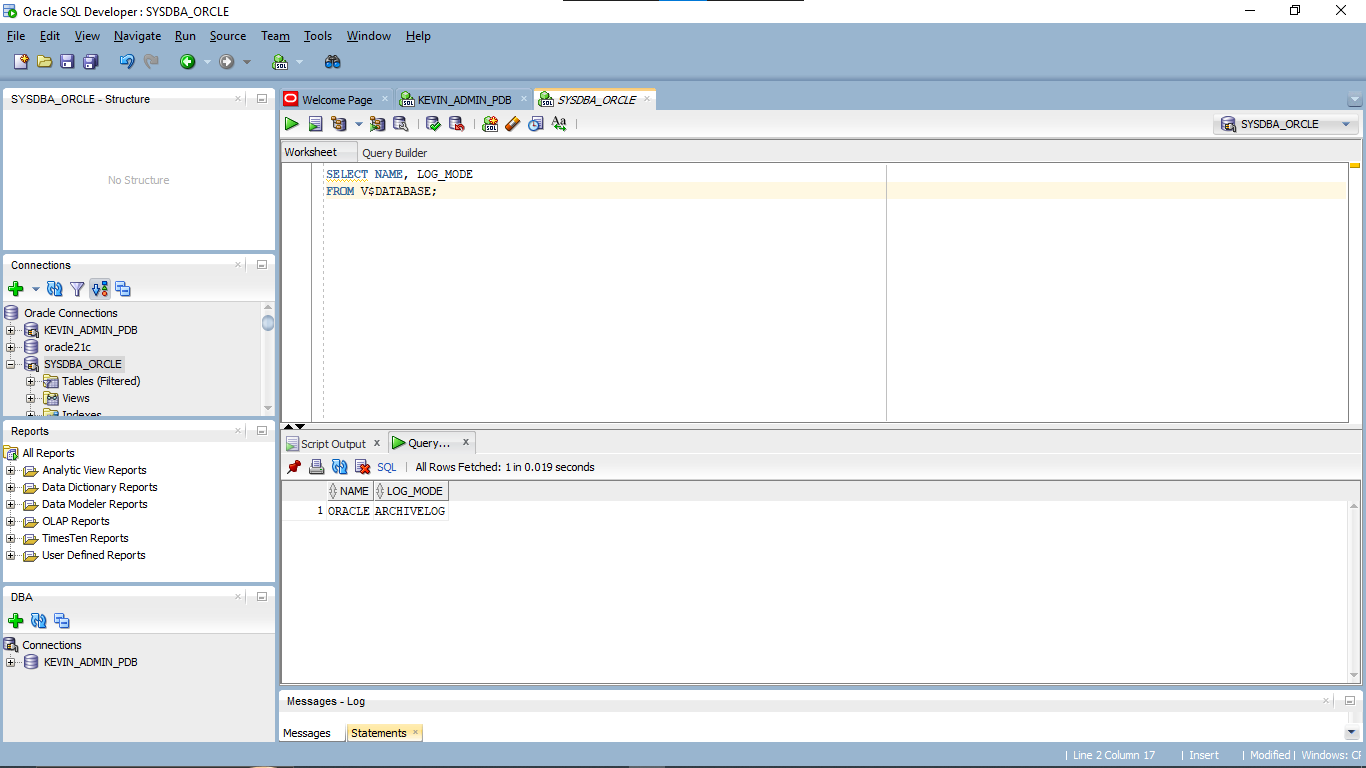 Oracle SQL Developer : SYSDBA_ORCLE
File Edit View Navigate Run Source Team Tools Window Help
SYSDBA_ORCLE - Structure
No Structure
Connections
Oracle Connections
KEVIN_ADMIN_PDB
oracle21c
SYSDBA_ORCLE
Tables (Filtered)
Views
Indexes
Reports
All Reports
Analytic View Reports
Data Dictionary Reports
Data Modeler Reports
OLAP Reports
TimesTen Reports
User Defined Reports
DBA
Connections
KEVIN_ADMIN_PDB
Welcome Page KEVIN_ADMIN_PDB SYSDBA_ORCLE
SYSDBA_ORCLE
Worksheet Query Builder
SELECT NAME, LOG_MODE
FROM V$DATABASE;
Script Output Query...
SQL | All Rows Fetched: 1 in 0.019 seconds
NAME LOG_MODE
1 ORACLE ARCHIVELOG
Messages - Log
Messages Statements
| Line 2 Column 17 | Insert | Modified | Windows: CF